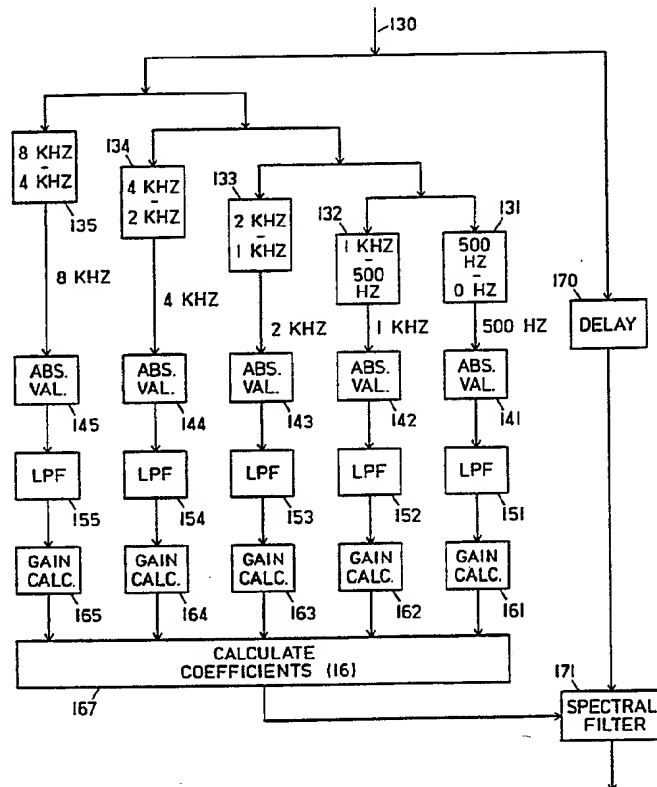 130
8 KHZ
-
4 KHZ
135
134
4 KHZ
-
2 KHZ
133
2 KHZ
-
1 KHZ
132
1 KHZ
-
500
HZ
131
500
HZ
-
0 HZ
170
DELAY
8 KHZ
4 KHZ
2 KHZ
1 KHZ
500 HZ
ABS.
VAL.
145
ABS.
VAL.
144
ABS.
VAL.
143
ABS.
VAL.
142
ABS.
VAL.
141
LPF
155
LPF
154
LPF
153
LPF
152
LPF
151
GAIN
CALC.
165
GAIN
CALC.
164
GAIN
CALC.
163
GAIN
CALC.
162
GAIN
CALC.
161
CALCULATE
COEFFICIENTS (16)
167
171
SPECTRAL
FILTER